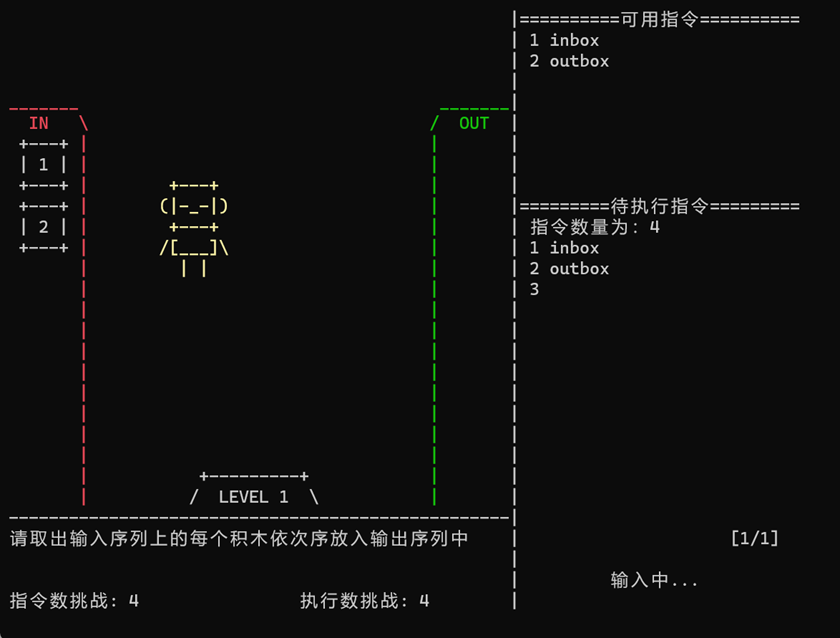 ==========可用指令==========
1 inbox
2 outbox
IN
OUT
1
2
(|-_-|)
/[___]\
=========待执行指令=========
指令数量为: 4
1 inbox
2 outbox
3
LEVEL 1
请取出输入序列上的每个积木依次序放入输出序列中
[1/1]
输入中...
指令数挑战: 4
执行数挑战: 4